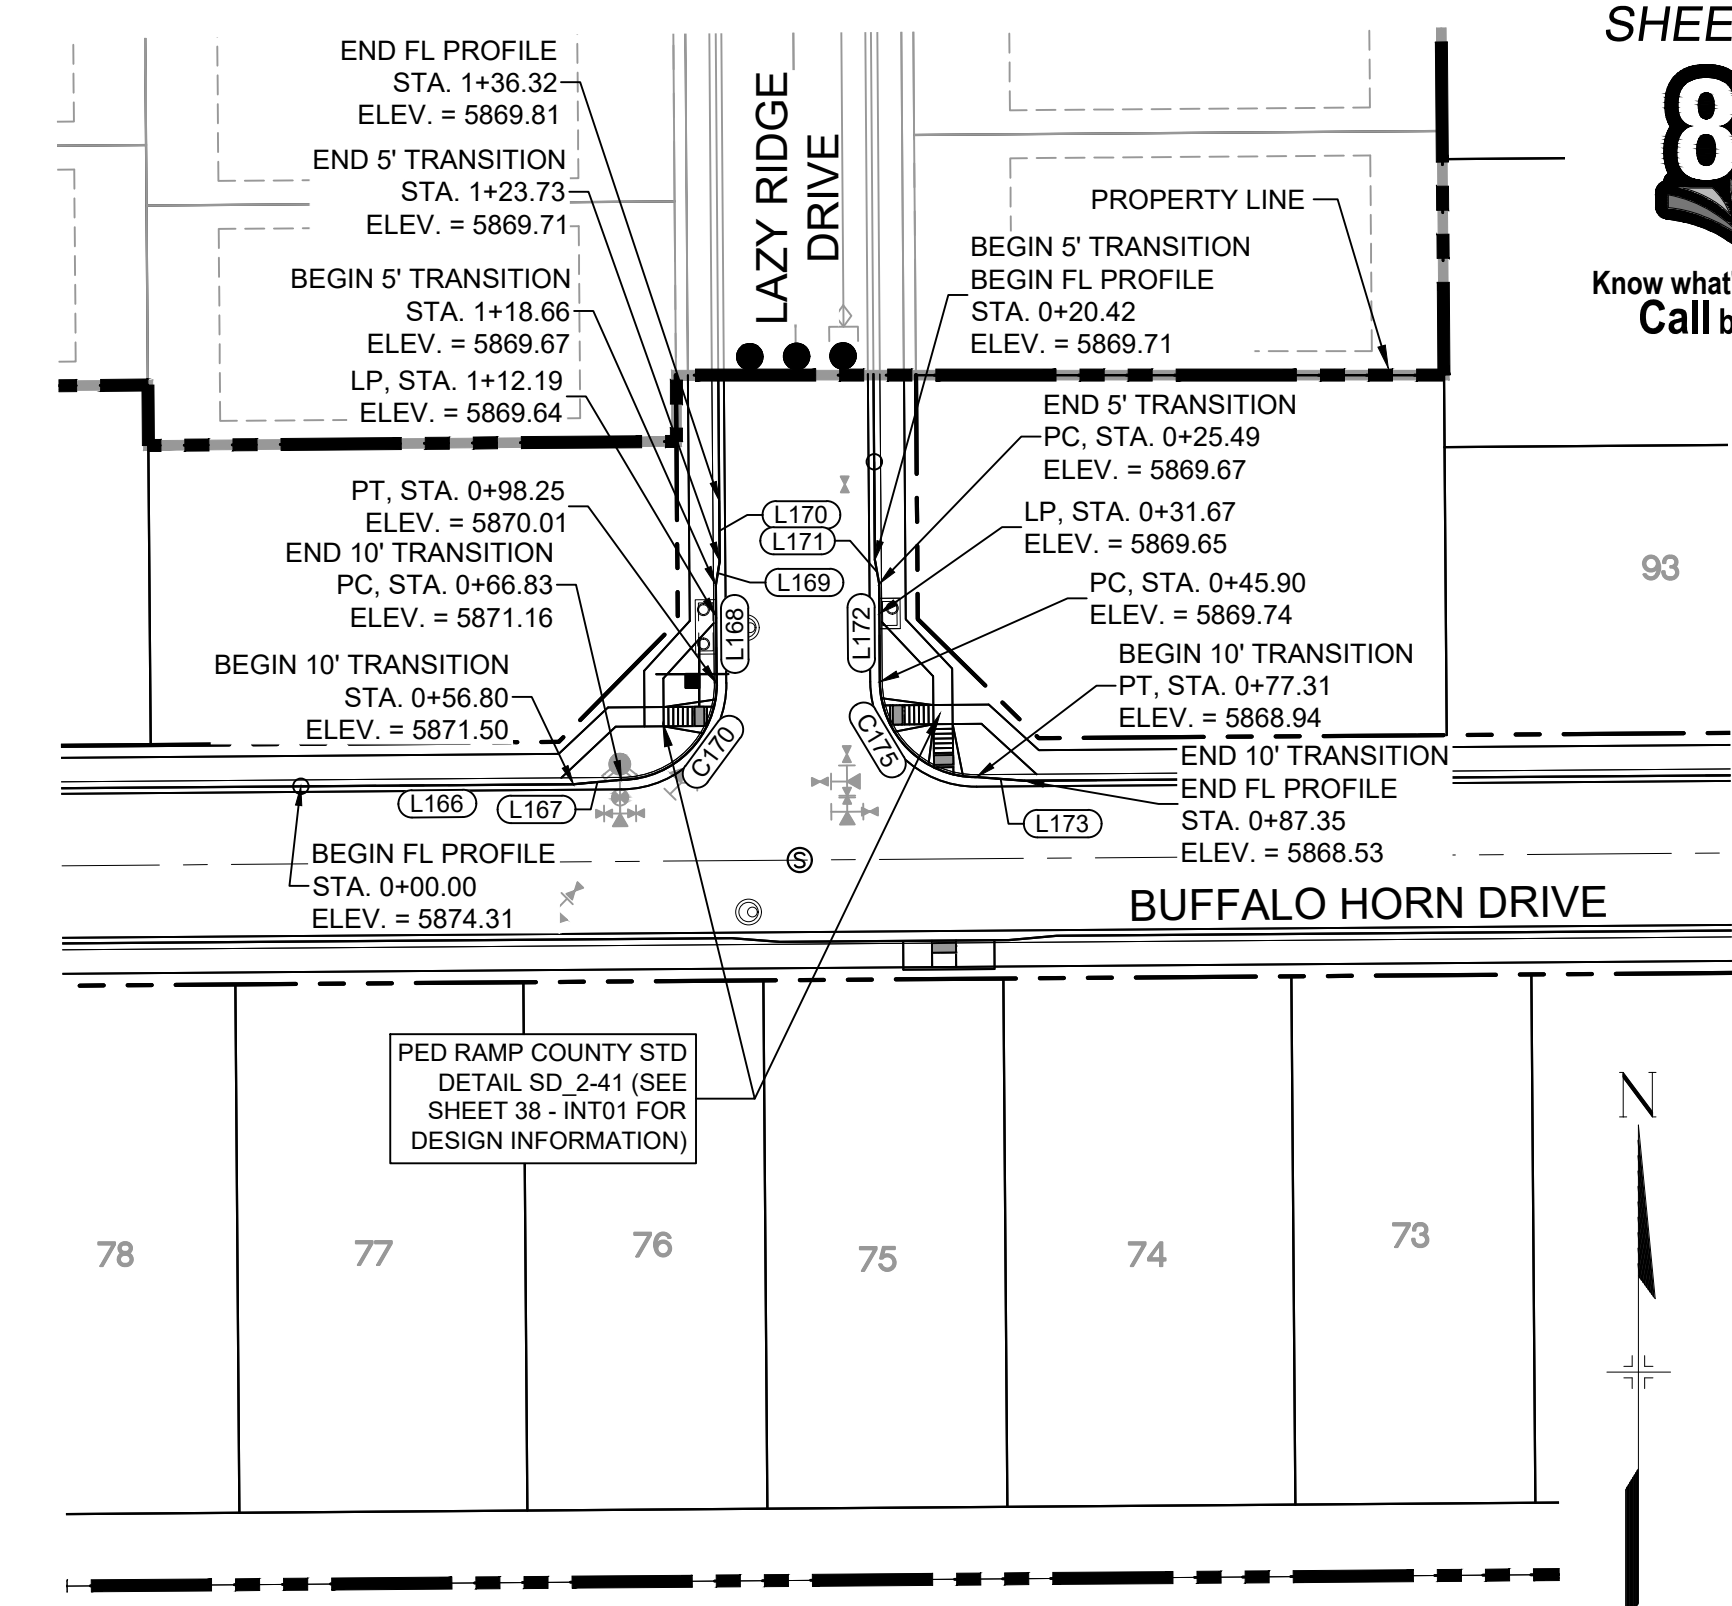 SHEE
END FL PROFILE
STA. 1+36.32
ELEV. = 5869.81
END 5' TRANSITION
STA. 1+23.73
ELEV. = 5869.71
BEGIN 5' TRANSITION
STA. 1+18.66
ELEV. = 5869.67
LP, STA. 1+12.19
ELEV. = 5869.64
PT, STA. 0+98.25
ELEV. = 5870.01
END 10' TRANSITION
PC, STA. 0+66.83
ELEV. = 5871.16
BEGIN 10' TRANSITION
STA. 0+56.80
ELEV. = 5871.50
BEGIN FL PROFILE
STA. 0+00.00
ELEV. = 5874.31
LAZY RIDGE
DRIVE
PROPERTY LINE
BEGIN 5' TRANSITION
BEGIN FL PROFILE
STA. 0+20.42
ELEV. = 5869.71
END 5' TRANSITION
PC, STA. 0+25.49
ELEV. = 5869.67
LP, STA. 0+31.67
ELEV. = 5869.65
PC, STA. 0+45.90
ELEV. = 5869.74
BEGIN 10' TRANSITION
PT, STA. 0+77.31
ELEV. = 5868.94
END 10' TRANSITION
END FL PROFILE
STA. 0+87.35
ELEV. = 5868.53
L170
L171
L169
L168
L172
C170
C175
L166
L167
L173
S
BUFFALO HORN DRIVE
PED RAMP COUNTY STD
DETAIL SD_2-41 (SEE
SHEET 38 - INT01 FOR
DESIGN INFORMATION)
93
78
77
76
75
74
73
N
8
Know what'
Call b